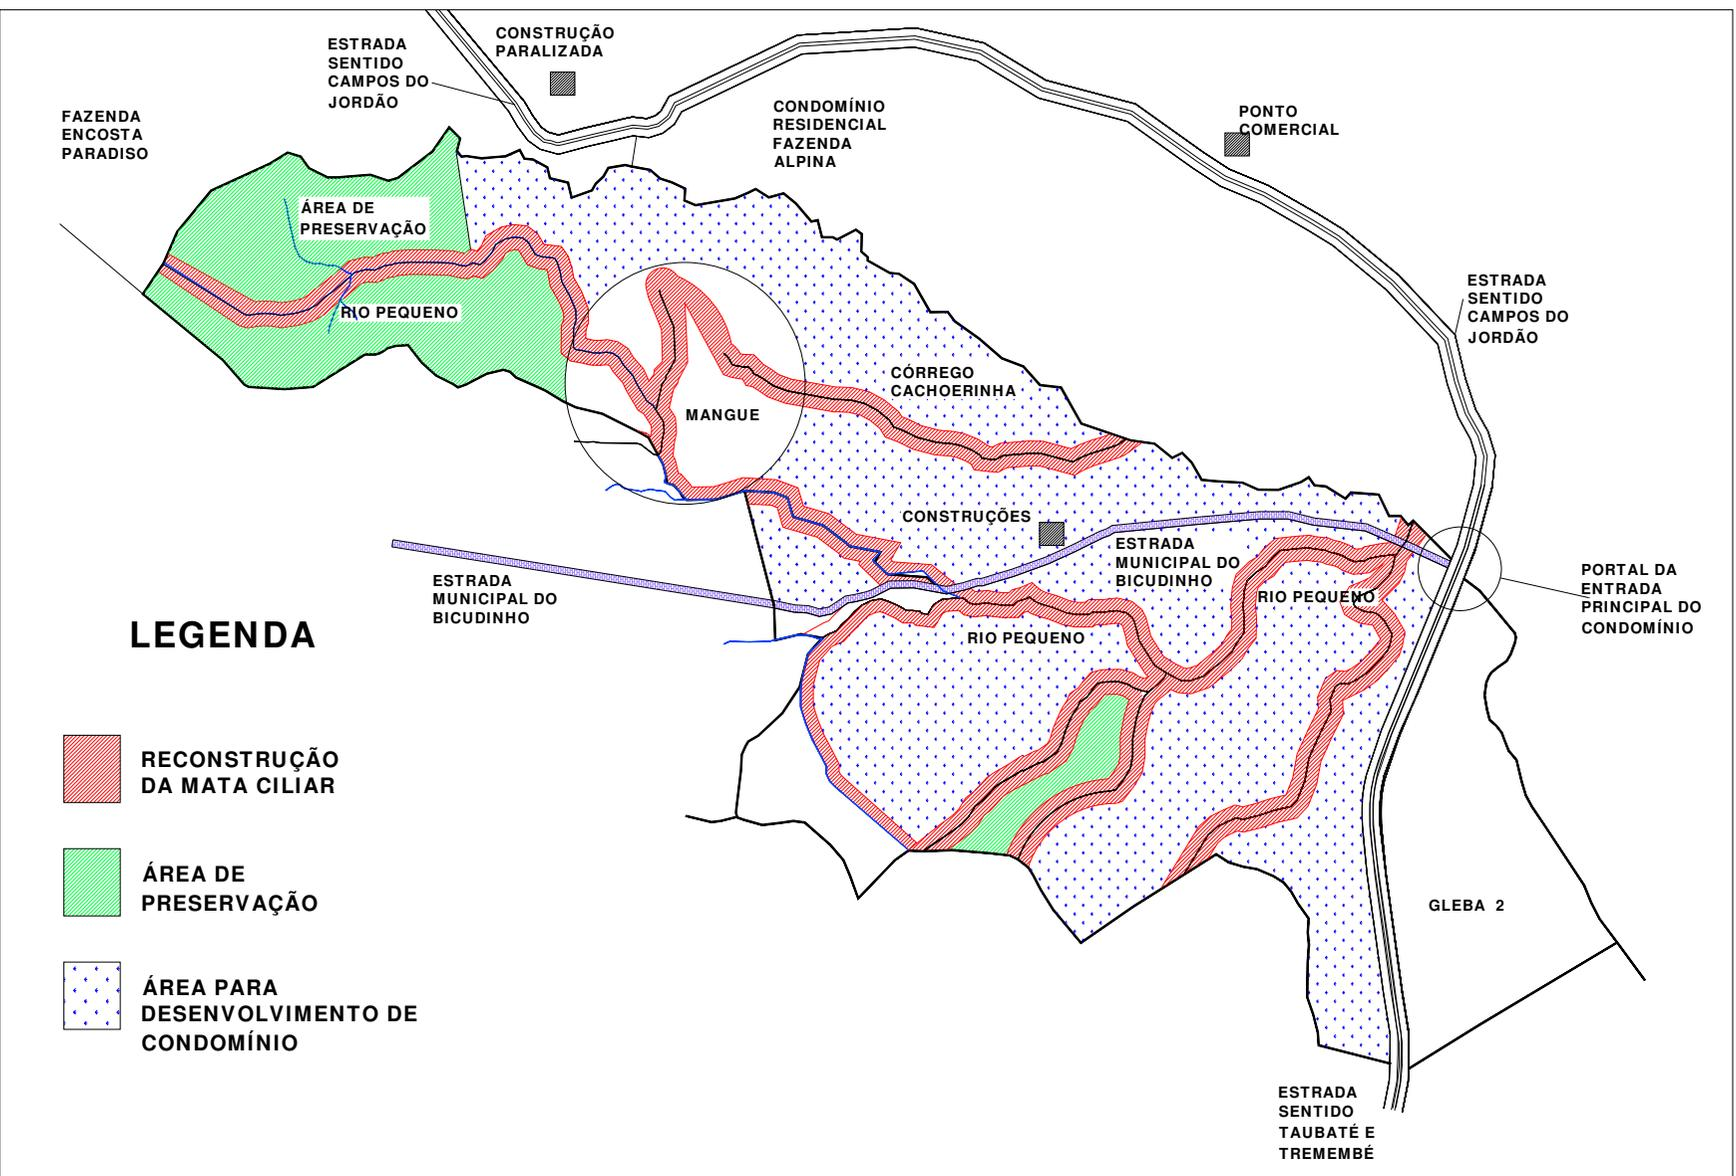 CONSTRUÇÃO
PARALIZADA
ESTRADA
SENTIDO
CAMPOS DO
JORDÃO
FAZENDA
ENCOSTA
PARADISO
CONDOMÍNIO
RESIDENCIAL
FAZENDA
ALPINA
PONTO
COMERCIAL
ÁREA DE
PRESERVAÇÃO
RIO PEQUENO
ESTRADA
SENTIDO
CAMPOS DO
JORDÃO
CÓRREGO
CACHOERINHA
MANGUE
CONSTRUÇÕES
ESTRADA
MUNICIPAL DO
BICUDINHO
RIO PEQUENO
PORTAL DA
ENTRADA
PRINCIPAL DO
CONDOMÍNIO
ESTRADA
MUNICIPAL DO
BICUDINHO
RIO PEQUENO
LEGENDA
RECONSTRUÇÃO
DA MATA CILIAR
ÁREA DE
PRESERVAÇÃO
ÁREA PARA
DESENVOLVIMENTO DE
CONDOMÍNIO
GLEBA 2
ESTRADA
SENTIDO
TAUBATÉ E
TREMEMBÉ